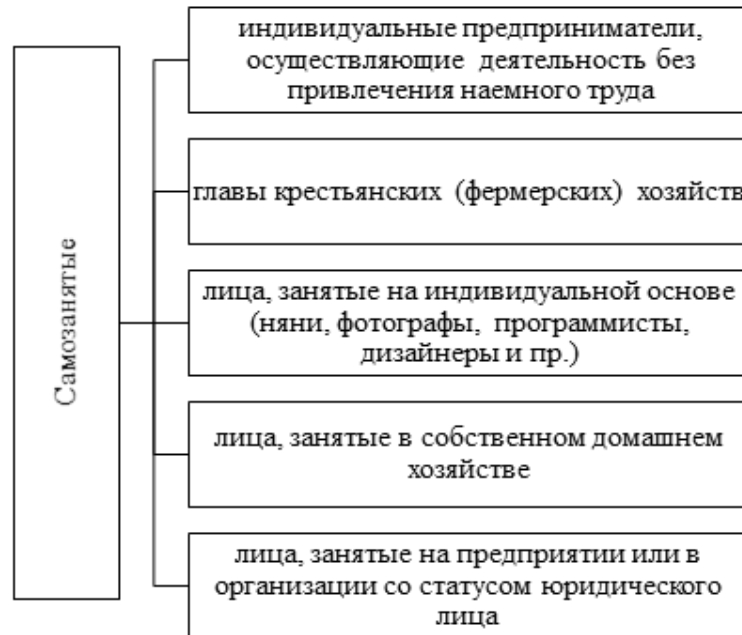 Самозанятые
индивидуальные предприниматели,
осуществляющие деятельность без
привлечения наемного труда
главы крестьянских (фермерских) хозяйств
лица, занятые на индивидуальной основе
(няни, фотографы, программисты,
дизайнеры и пр.)
лица, занятые в собственном домашнем
хозяйстве
лица, занятые на предприятии или в
организации со статусом юридического
лица